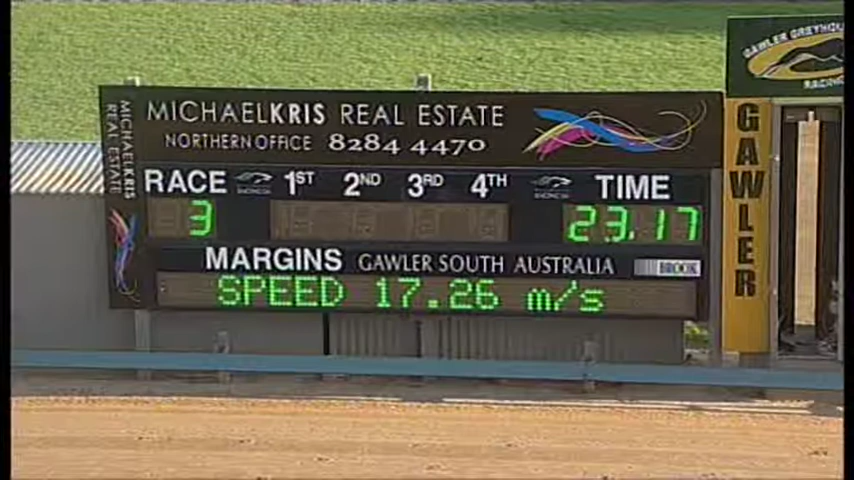 MICHAELKRIS REAL ESTATE
NORTHERN OFFICE 8284 4470
MICHAELKRIS
REAL ESTATE
RACE 1ST 2ND 3RD 4TH TIME
3 23.17
MARGINS GAWLER SOUTH AUSTRALIA BROOK
SPEED 17.26 m/s
GAWLER GREYHOUND
RACING
GAWLER